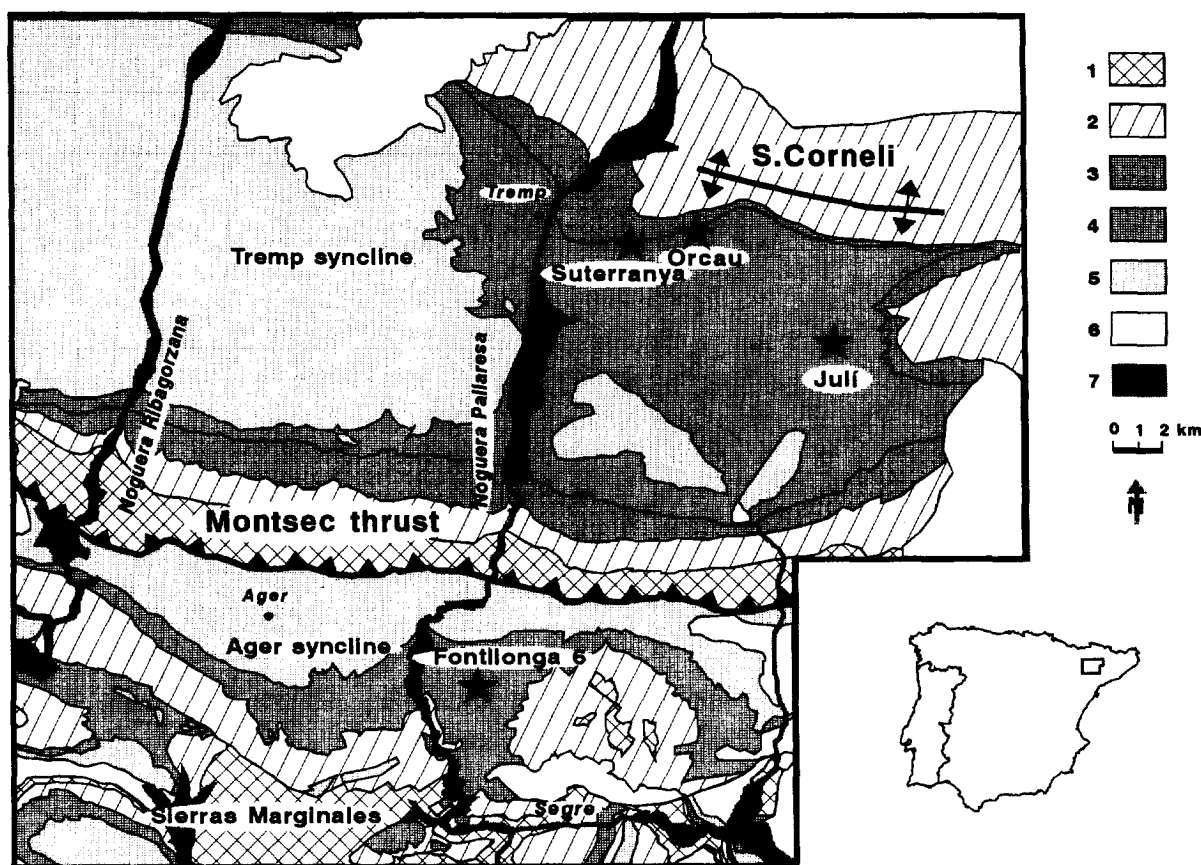 1
2
S.Corneli
3
Tremp
4
Tremp syncline
Orcau
Suterranya
5
6
Julí
7
0 1 2 km
N
Noguera Ribagorzana
Noguera Pallaresa
Montsec thrust
Ager
Ager syncline
Fontllonga 6
Segre
Sierras Marginales